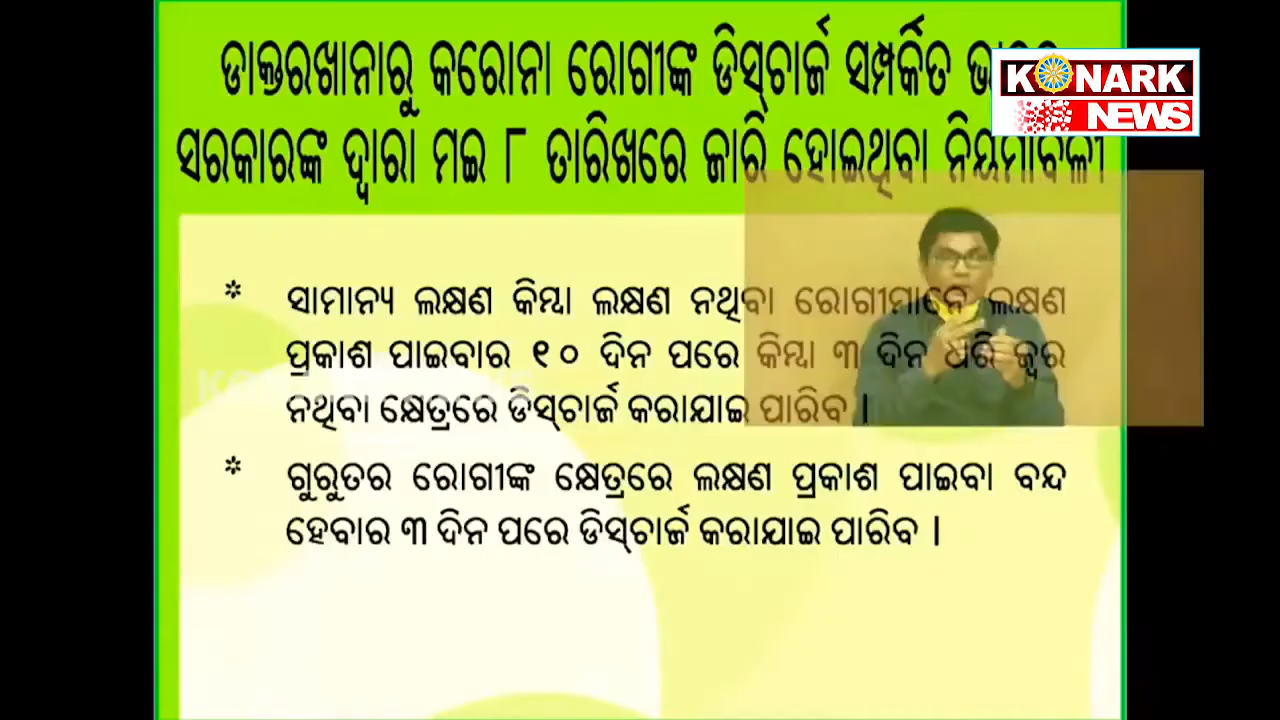 ଡାକ୍ତରଖାନାରୁ କରୋନା ରୋଗୀଙ୍କ ଡିସ୍‌ଚାର୍ଜ ସମ୍ପର୍କିତ
KONARK
NEWS
ସରକାରଙ୍କ ଦ୍ୱାରା ମଇ ୮ ତାରିଖରେ ଜାରି ହୋଇଥିବା ନିୟମାବଳୀ
* ସାମାନ୍ୟ ଲକ୍ଷଣ କିମ୍ବା ଲକ୍ଷଣ ନଥିବା ରୋଗୀମାନେ ଲକ୍ଷଣ
ପ୍ରକାଶ ପାଇବାର ୧୦ ଦିନ ପରେ କିମ୍ବା ୩ ଦିନ ଧରି ଜ୍ୱର
ନଥିବା କ୍ଷେତ୍ରରେ ଡିସ୍‌ଚାର୍ଜ କରାଯାଇ ପାରିବ ।
* ଗୁରୁତର ରୋଗୀଙ୍କ କ୍ଷେତ୍ରରେ ଲକ୍ଷଣ ପ୍ରକାଶ ପାଇବା ବନ୍ଦ
ହେବାର ୩ ଦିନ ପରେ ଡିସ୍‌ଚାର୍ଜ କରାଯାଇ ପାରିବ ।